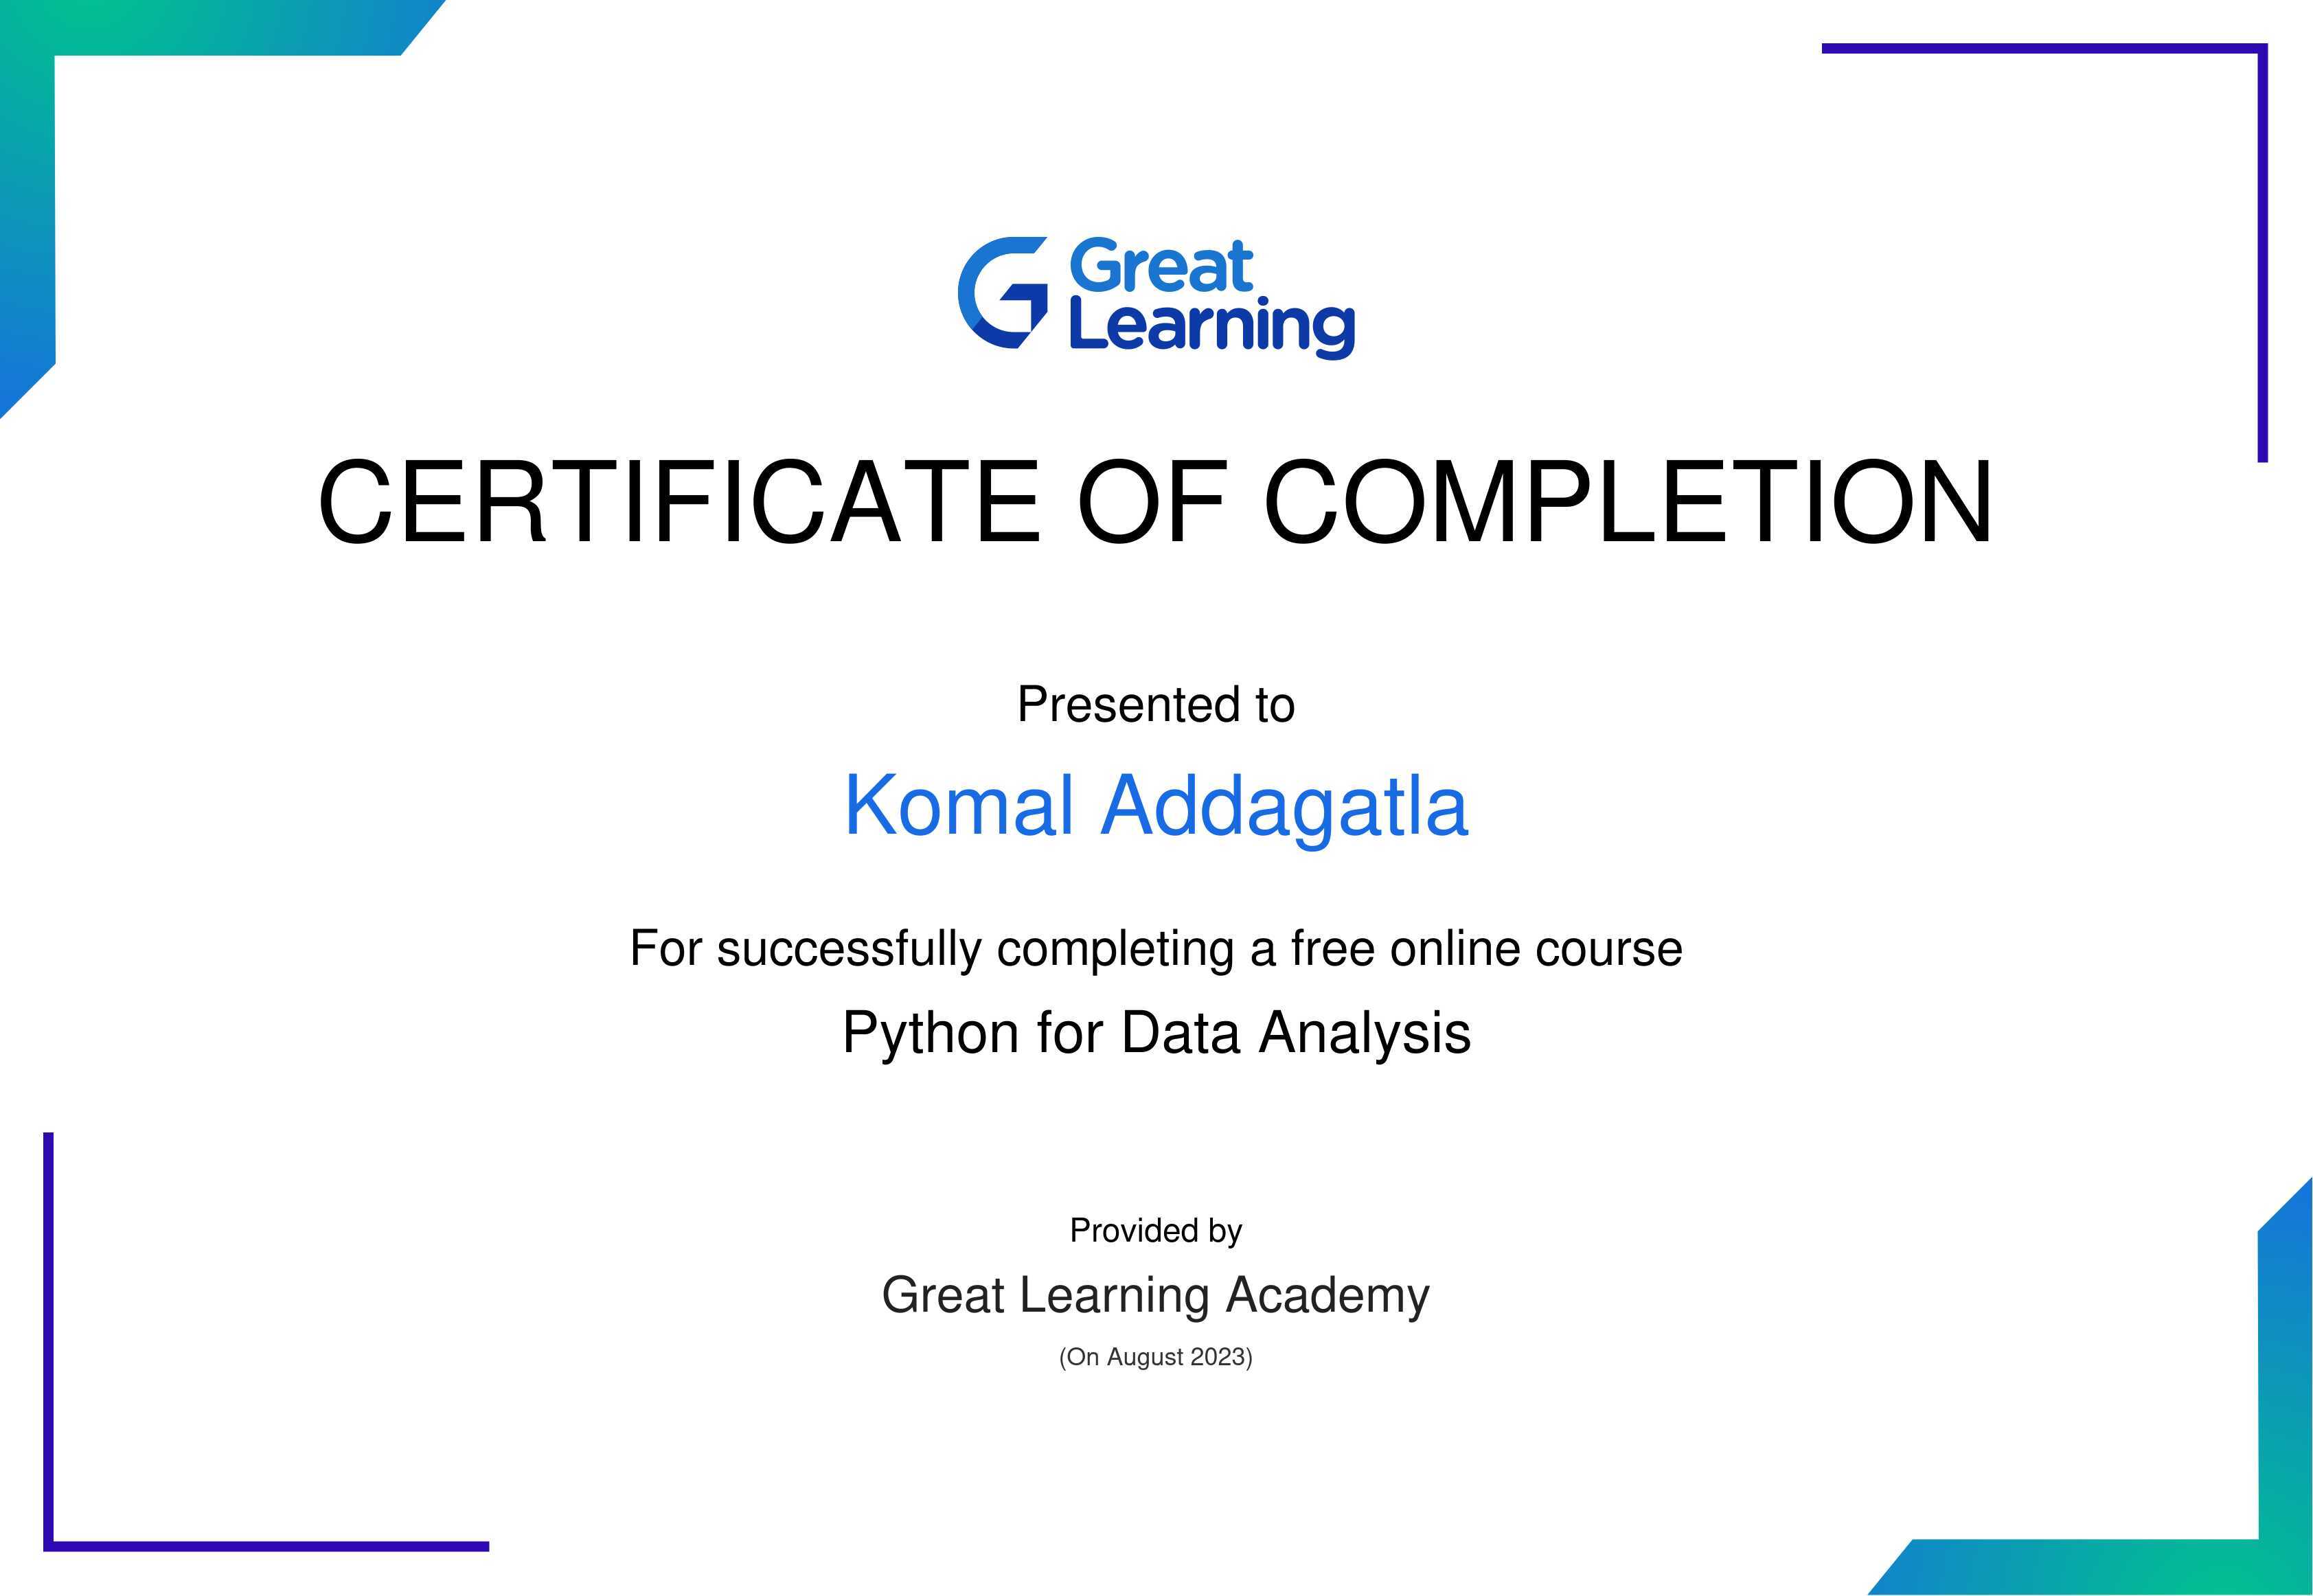 Great
Learning
CERTIFICATE OF COMPLETION
Presented to
Komal Addagatla
For successfully completing a free online course
Python for Data Analysis
Provided by
Great Learning Academy
(On August 2023)